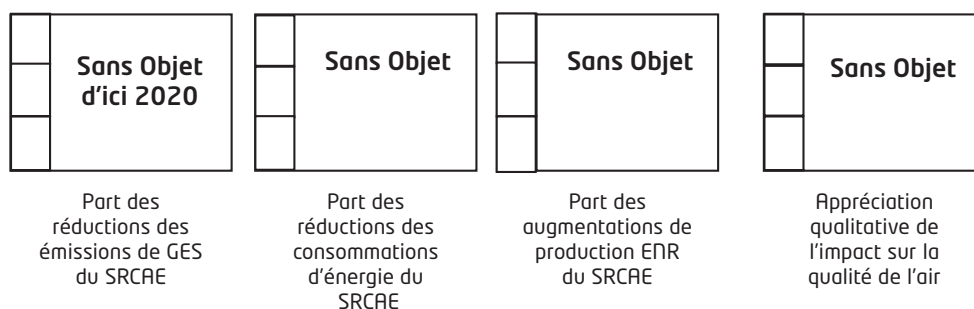 Sans Objet
d'ici 2020
Sans Objet
Sans Objet
Sans Objet
Part des
réductions des
émissions de GES
du SRCAE
Part des
réductions des
consommations
d'énergie du
SRCAE
Part des
augmentations de
production ENR
du SRCAE
Appréciation
qualitative de
l'impact sur la
qualité de l'air